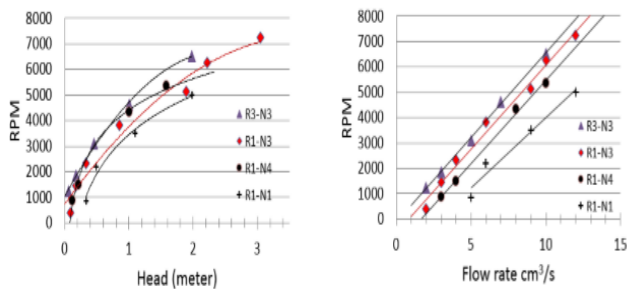 8000
7000
6000
5000
4000
3000
2000
1000
0
RPM
0 1 2 3
Head (meter)
R3-N3
R1-N3
R1-N4
R1-N1
8000
7000
6000
5000
4000
3000
2000
1000
0
RPM
0 5 10 15
Flow rate cm³/s
R3-N3
R1-N3
R1-N4
R1-N1